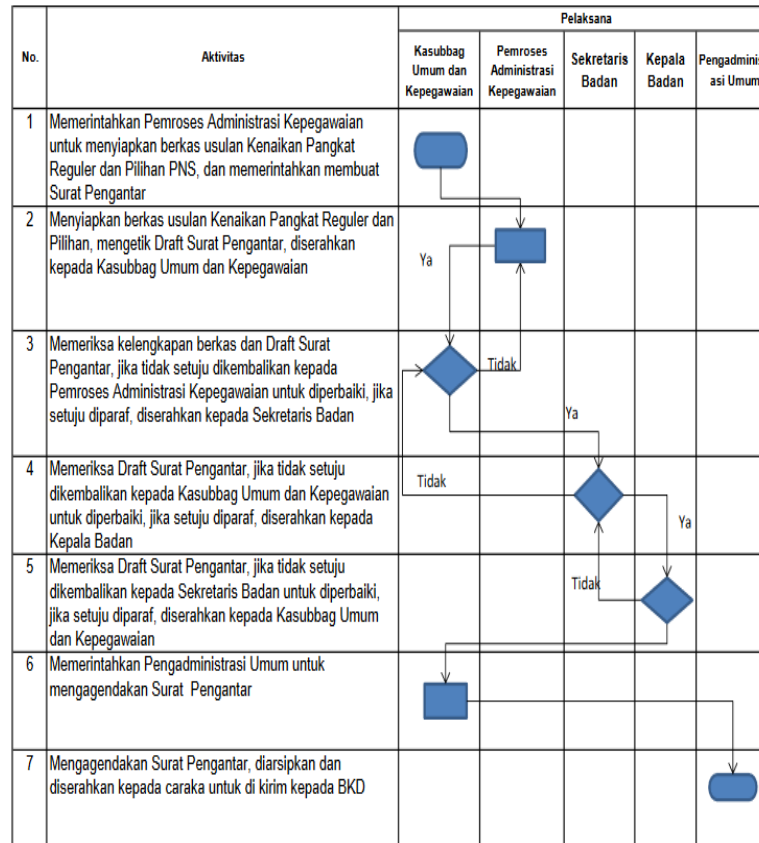 Pelaksana
No.
Aktivitas
Kasubbag
Umum dan
Kepegawaian
Pemroses
Administrasi
Kepegawaian
Sekretaris
Badan
Kepala
Badan
Pengadminis
asi Umum
1
Memerintahkan Pemroses Administrasi Kepegawaian
untuk menyiapkan berkas usulan Kenaikan Pangkat
Reguler dan Pilihan PNS, dan memerintahkan membuat
Surat Pengantar
2
Menyiapkan berkas usulan Kenaikan Pangkat Reguler dan
Pilihan, mengetik Draft Surat Pengantar, diserahkan
kepada Kasubbag Umum dan Kepegawaian
Ya
3
Memeriksa kelengkapan berkas dan Draft Surat
Pengantar, jika tidak setuju dikembalikan kepada
Pemroses Administrasi Kepegawaian untuk diperbaiki, jika
setuju diparaf, diserahkan kepada Sekretaris Badan
Tidak
Ya
4
Memeriksa Draft Surat Pengantar, jika tidak setuju
dikembalikan kepada Kasubbag Umum dan Kepegawaian
untuk diperbaiki, jika setuju diparaf, diserahkan kepada
Kepala Badan
Tidak
Ya
5
Memeriksa Draft Surat Pengantar, jika tidak setuju
dikembalikan kepada Sekretaris Badan untuk diperbaiki,
jika setuju diparaf, diserahkan kepada Kasubbag Umum
dan Kepegawaian
Tidak
6
Memerintahkan Pengadministrasi Umum untuk
mengagendakan Surat Pengantar
7
Mengagendakan Surat Pengantar, diarsipkan dan
diserahkan kepada caraka untuk di kirim kepada BKD